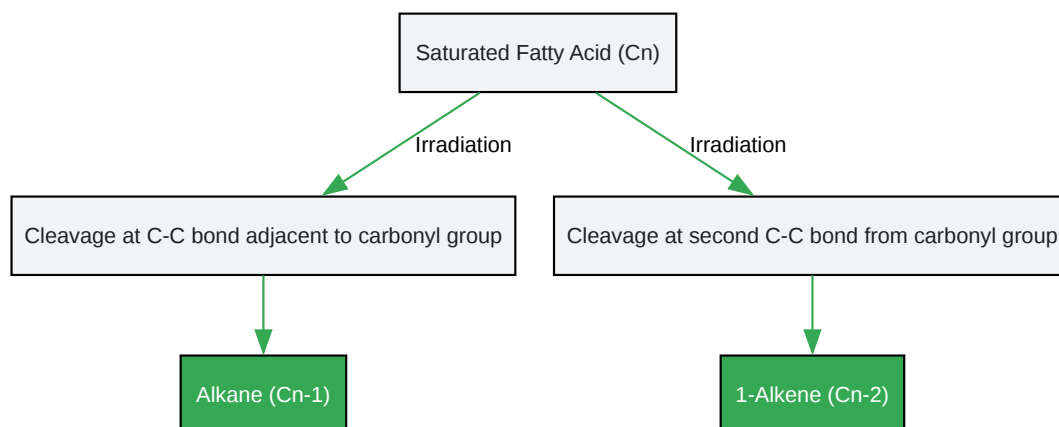 Saturated Fatty Acid (Cn)
Irradiation
Irradiation
Cleavage at C-C bond adjacent to carbonyl group
Cleavage at second C-C bond from carbonyl group
Alkane (Cn-1)
1-Alkene (Cn-2)